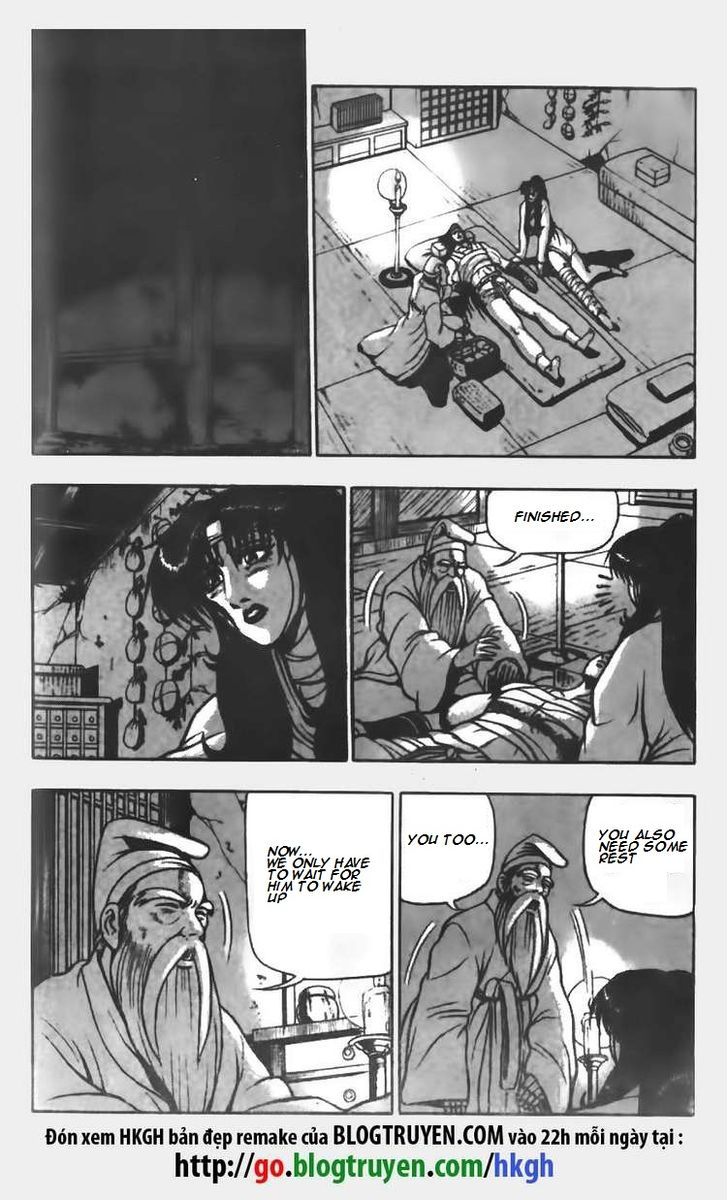 FINISHED...
NOW...
WE ONLY HAVE
TO WAIT FOR
HIM TO WAKE
UP
YOU TOO...
YOU ALSO
NEED SOME
REST
Đón xem HKGH bản đẹp remake của BLOGTRUYEN.COM vào 22h mỗi ngày tại :
http://go.blogtruyen.com/hkgh